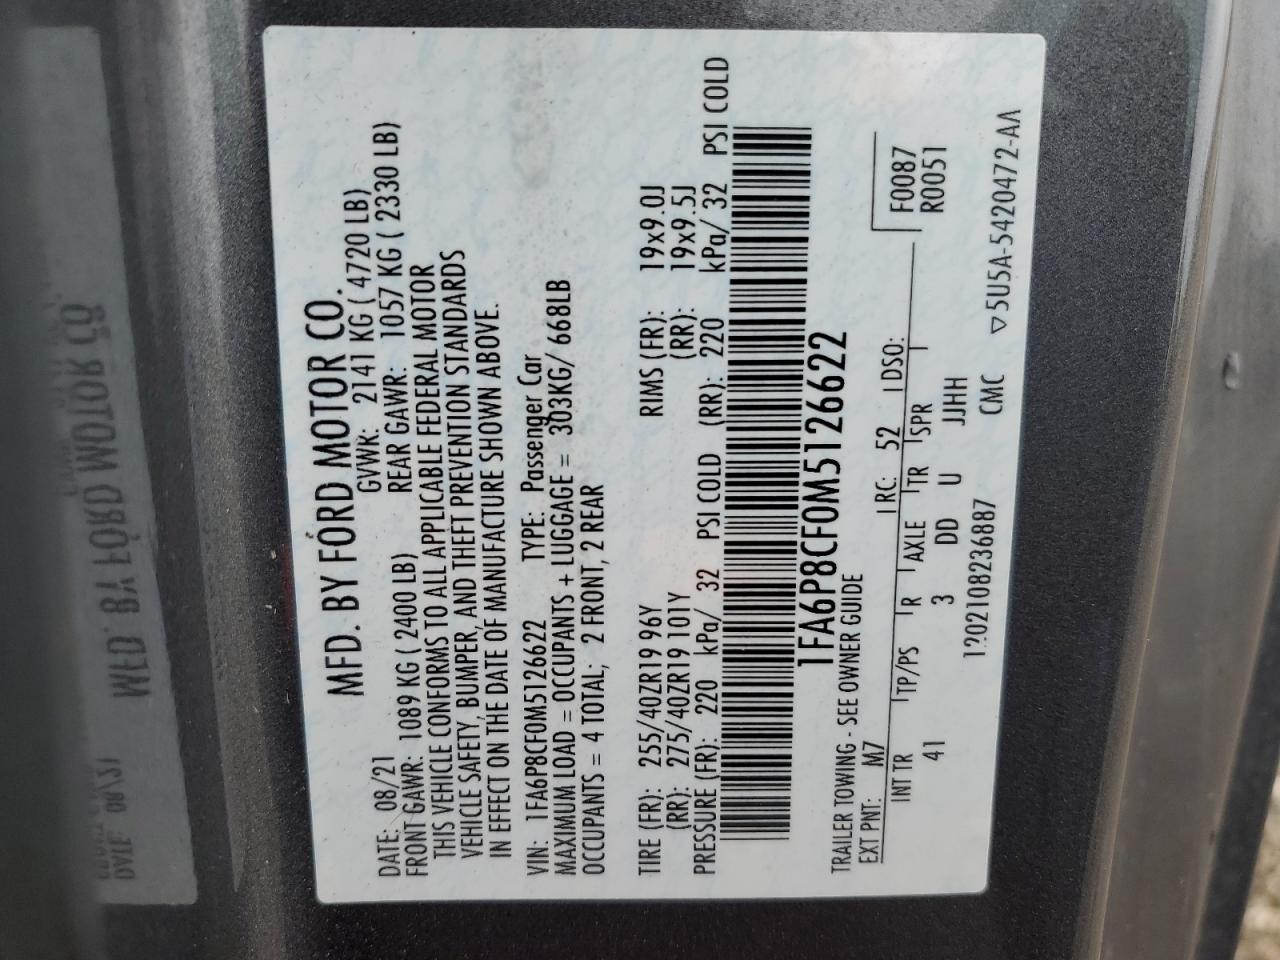 MFD. BY FORD MOTOR CO.
DATE: 08/21 GVWR: 2141 KG ( 4720 LB)
FRONT GAWR: 1089 KG ( 2400 LB) REAR GAWR: 1057 KG ( 2330 LB)
THIS VEHICLE CONFORMS TO ALL APPLICABLE FEDERAL MOTOR
VEHICLE SAFETY, BUMPER, AND THEFT PREVENTION STANDARDS
IN EFFECT ON THE DATE OF MANUFACTURE SHOWN ABOVE.
VIN: 1FA6P8CF0M5126622 TYPE: Passenger Car
MAXIMUM LOAD = OCCUPANTS + LUGGAGE = 303KG/ 668LB
OCCUPANTS = 4 TOTAL; 2 FRONT, 2 REAR
TIRE (FR): 255/40ZR19 96Y RIMS (FR): 19x9.0J
(RR): 275/40ZR19 101Y (RR): 19x9.5J
PRESSURE (FR): 220 kPa/ 32 PSI COLD (RR): 220 kPa/ 32 PSI COLD
1FA6P8CF0M5126622
TRAILER TOWING - SEE OWNER GUIDE
EXT PNT: M7 RC: 52 DSO:
F0087
INT TR TP/PS R AXLE TR SPR
R0051
41 3 DD U JJHH
12021082368​87 CMC ▽5U5A-5420472-AA
MFD. BY FORD MOTOR CO.
DATE: 08/21